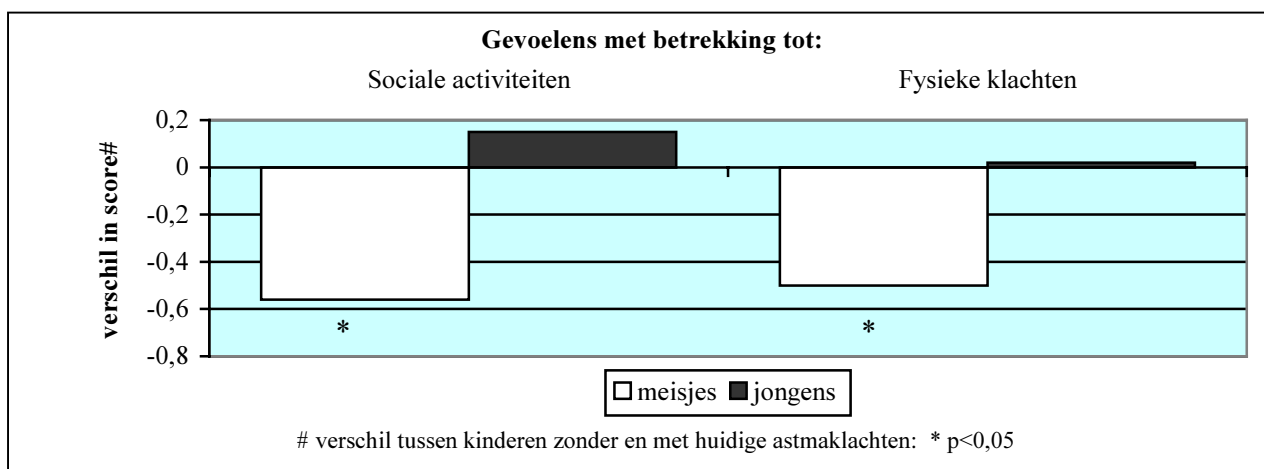 Gevoelens met betrekking tot:
Sociale activiteiten Fysieke klachten
verschil in score#
0,2
0
-0,2
-0,4
-0,6
-0,8
* *
meisjes jongens
# verschil tussen kinderen zonder en met huidige astmaklachten: * p<0,05